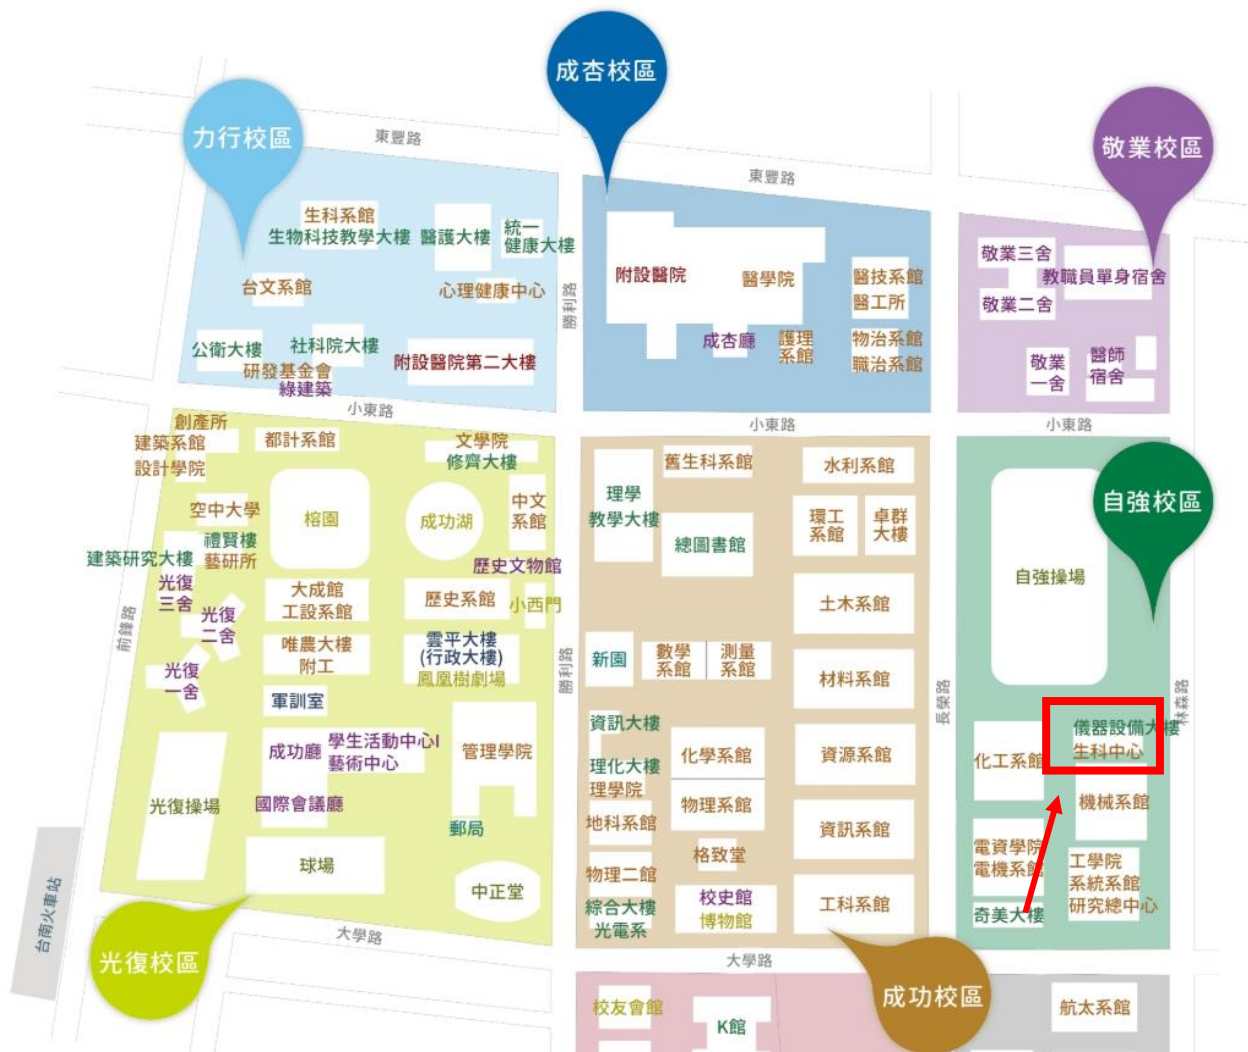 成杏校區
力行校區
敬業校區
東豐路
東豐路
生科系館
生物科技教學大樓
醫護大樓
統一
健康大樓
台文系館
心理健康中心
公衛大樓
社科院大樓
研發基金會
綠建築
附設醫院第二大樓
勝利路
附設醫院
醫學院
醫技系館
醫工所
成杏廳
護理
系館
物治系館
職治系館
敬業三舍
教職員單身宿舍
敬業二舍
敬業
一舍
醫師
宿舍
小東路
小東路
小東路
創產所
建築系館
設計學院
都計系館
文學院
修齊大樓
空中大學
榕園
成功湖
中文
系館
禮賢樓
藝研所
建築研究大樓
歷史文物館
光復
三舍
光復
二舍
光復
一舍
大成館
工設系館
歷史系館
小西門
唯農大樓
附工
雲平大樓
(行政大樓)
鳳凰樹劇場
軍訓室
成功廳
學生活動中心I
藝術中心
管理學院
光復操場
國際會議廳
郵局
球場
中正堂
前鋒路
勝利路
台南火車站
光復校區
大學路
舊生科系館
水利系館
理學
教學大樓
總圖書館
環工
系館
卓群
大樓
土木系館
新園
數學
系館
測量
系館
材料系館
資訊大樓
化學系館
資源系館
理化大樓
理學院
物理系館
地科系館
資訊系館
格致堂
物理二館
校史館
博物館
工科系館
綜合大樓
光電系
長榮路
大學路
成功校區
自強校區
自強操場
林森路
儀器設備大樓
生科中心
化工系館
機械系館
電資學院
電機系館
工學院
系統系館
研究總中心
奇美大樓
校友會館
K館
航太系館